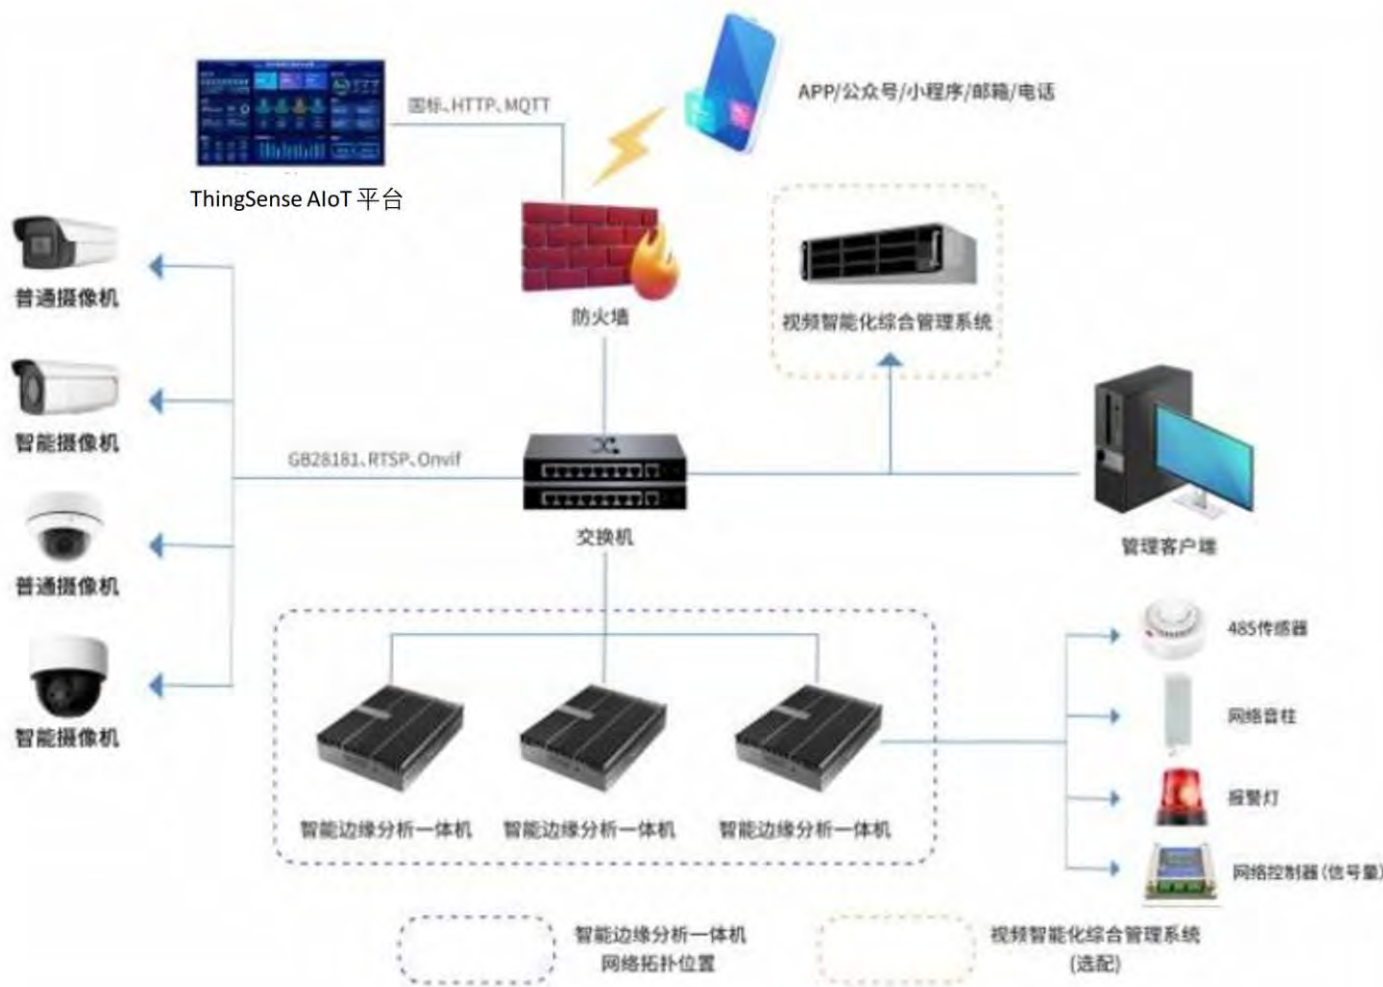 APP/公众号/小程序/邮箱/电话
国标、HTTP、MQTT
ThingSense AIoT 平台
普通摄像机
防火墙
视频智能化综合管理系统
智能摄像机
GB28181、RTSP、Onvif
交换机
管理客户端
普通摄像机
485传感器
网络音柱
智能摄像机
报警灯
智能边缘分析一体机
智能边缘分析一体机
智能边缘分析一体机
网络控制器(信号量)
智能边缘分析一体机
网络拓扑位置
视频智能化综合管理系统
(选配)